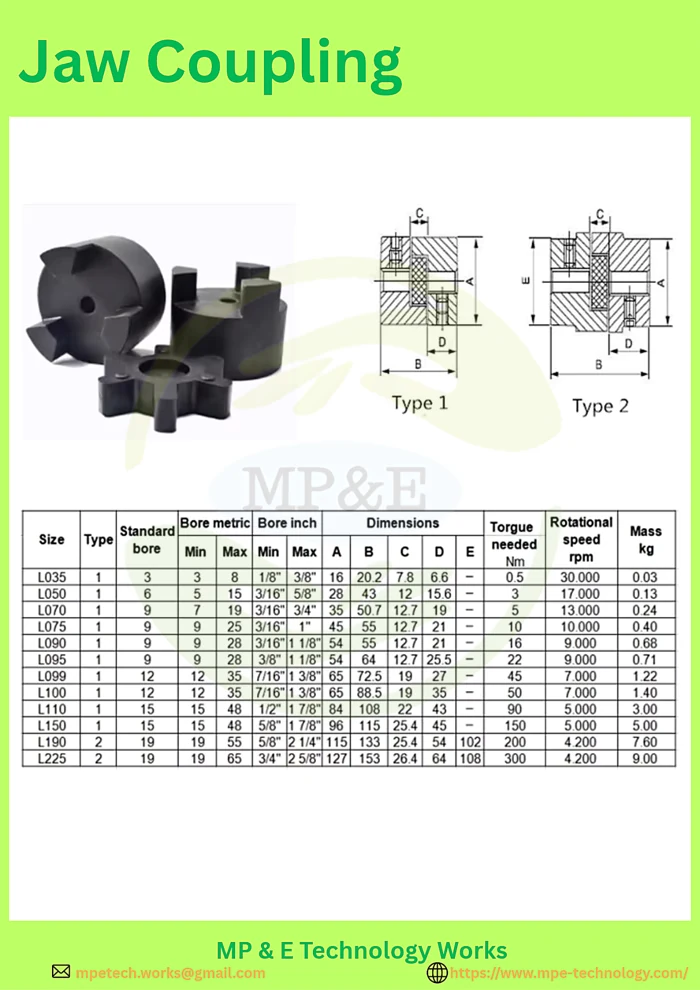 Jaw Coupling
C
A
D
B
Type 1
C
E
A
D
B
Type 2
MP&E
Size Type Standard bore Bore metric Bore inch Dimensions Torgue needed Nm Rotational speed rpm Mass kg
Min Max Min Max A B C D E
L035 1 3 3 8 1/8" 3/8" 16 20.2 7.8 6.6 – 0.5 30.000 0.03
L050 1 6 5 15 3/16" 5/8" 28 43 12 15.6 – 3 17.000 0.13
L070 1 9 7 19 3/16" 3/4" 35 50.7 12.7 19 – 5 13.000 0.24
L075 1 9 9 25 3/16" 1" 45 55 12.7 21 – 10 10.000 0.40
L090 1 9 9 28 3/16" 1 1/8" 54 55 12.7 21 – 16 9.000 0.68
L095 1 9 9 28 3/8" 1 1/8" 54 64 12.7 25.5 – 22 9.000 0.71
L099 1 12 12 35 7/16" 1 3/8" 65 72.5 19 27 – 45 7.000 1.22
L100 1 12 12 35 7/16" 1 3/8" 65 88.5 19 35 – 50 7.000 1.40
L110 1 15 15 48 1/2" 1 7/8" 84 108 22 43 – 90 5.000 3.00
L150 1 15 15 48 5/8" 1 7/8" 96 115 25.4 45 – 150 5.000 5.00
L190 2 19 19 55 5/8" 2 1/4" 115 133 25.4 54 102 200 4.200 7.60
L225 2 19 19 65 3/4" 2 5/8" 127 153 26.4 64 108 300 4.200 9.00
MP & E Technology Works
mpetech.works@gmail.com
https://www.mpe-technology.com/